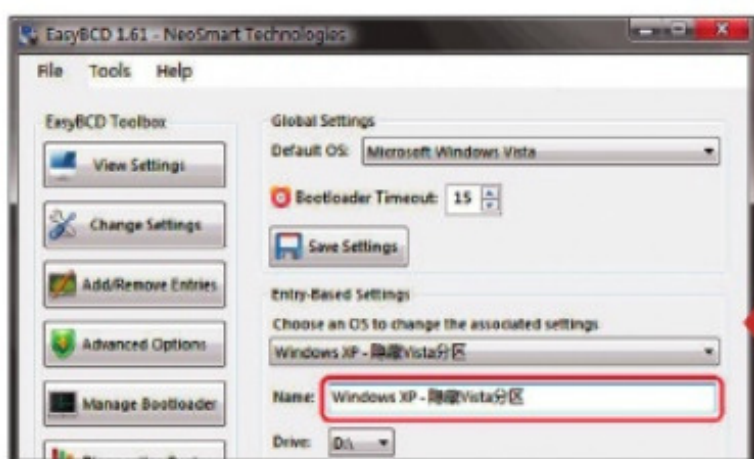 EasyBCD 1.61 - NeoSmart Technologies
File Tools Help
EasyBCD Toolbox
View Settings
Change Settings
Add/Remove Entries
Advanced Options
Manage Bootloader
Global Settings
Default OS: Microsoft Windows Vista
Bootloader Timeout: 15
Save Settings
Entry-Based Settings
Choose an OS to change the associated settings
Windows XP - 隐藏Vista分区
Name: Windows XP - 隐藏Vista分区
Drive: D:\